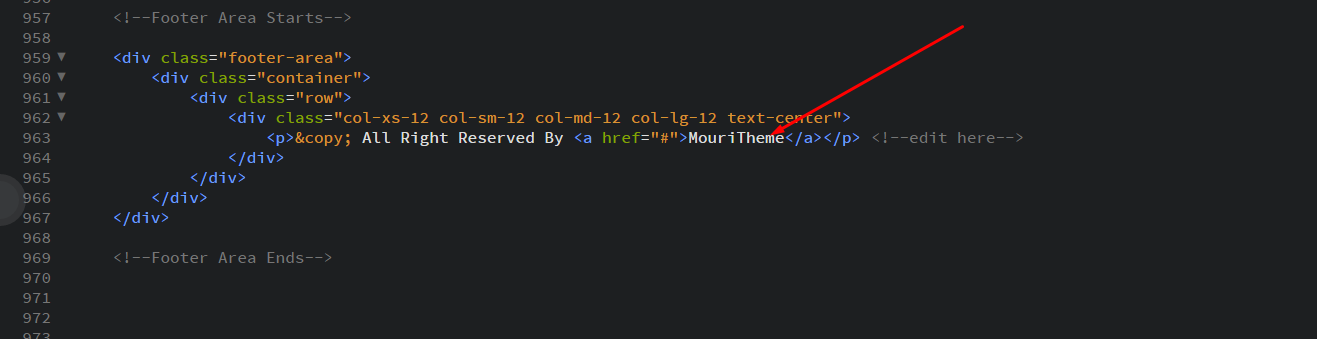 957 <!--Footer Area Starts-->
958
959 <div class="footer-area">
960 <div class="container">
961 <div class="row">
962 <div class="col-xs-12 col-sm-12 col-md-12 col-lg-12 text-center">
963 <p>&copy; All Right Reserved By <a href="#">MouriTheme</a></p> <!--edit here-->
964 </div>
965 </div>
966 </div>
967 </div>
968
969 <!--Footer Area Ends-->
970
971
972